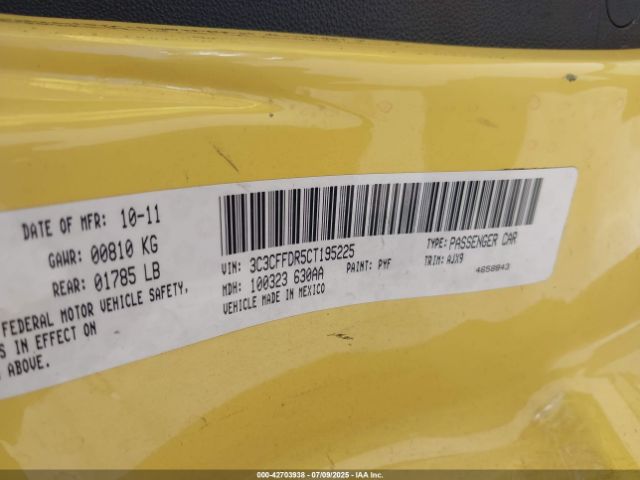 DATE OF MFR: 10-11
GAWR: 00810 KG
REAR: 01785 LB
FEDERAL MOTOR VEHICLE SAFETY,
S IN EFFECT ON
ABOVE.
VIN: 3C3CFFDR5CT195225
TYPE: PASSENGER CAR
MDH: 100323 630AA
PAINT: PYF
TRIM: AJX9
VEHICLE MADE IN MEXICO
4658843
000-42703938 - 07/09/2025 - IAABUYER.COM